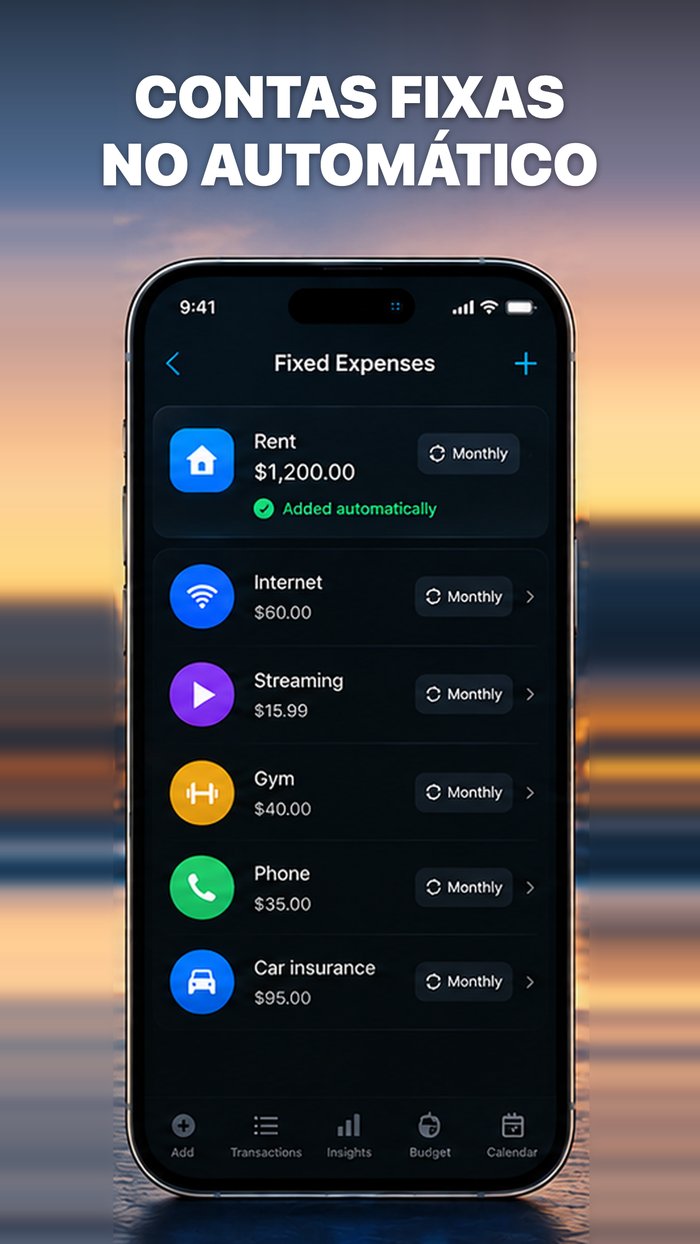 CONTAS FIXAS
NO AUTOMÁTICO
9:41
Fixed Expenses
Rent
$1,200.00
Monthly
Added automatically
Internet
$60.00
Monthly
Streaming
$15.99
Monthly
Gym
$40.00
Monthly
Phone
$35.00
Monthly
Car insurance
$95.00
Monthly
Add
Transactions
Insights
Budget
Calendar